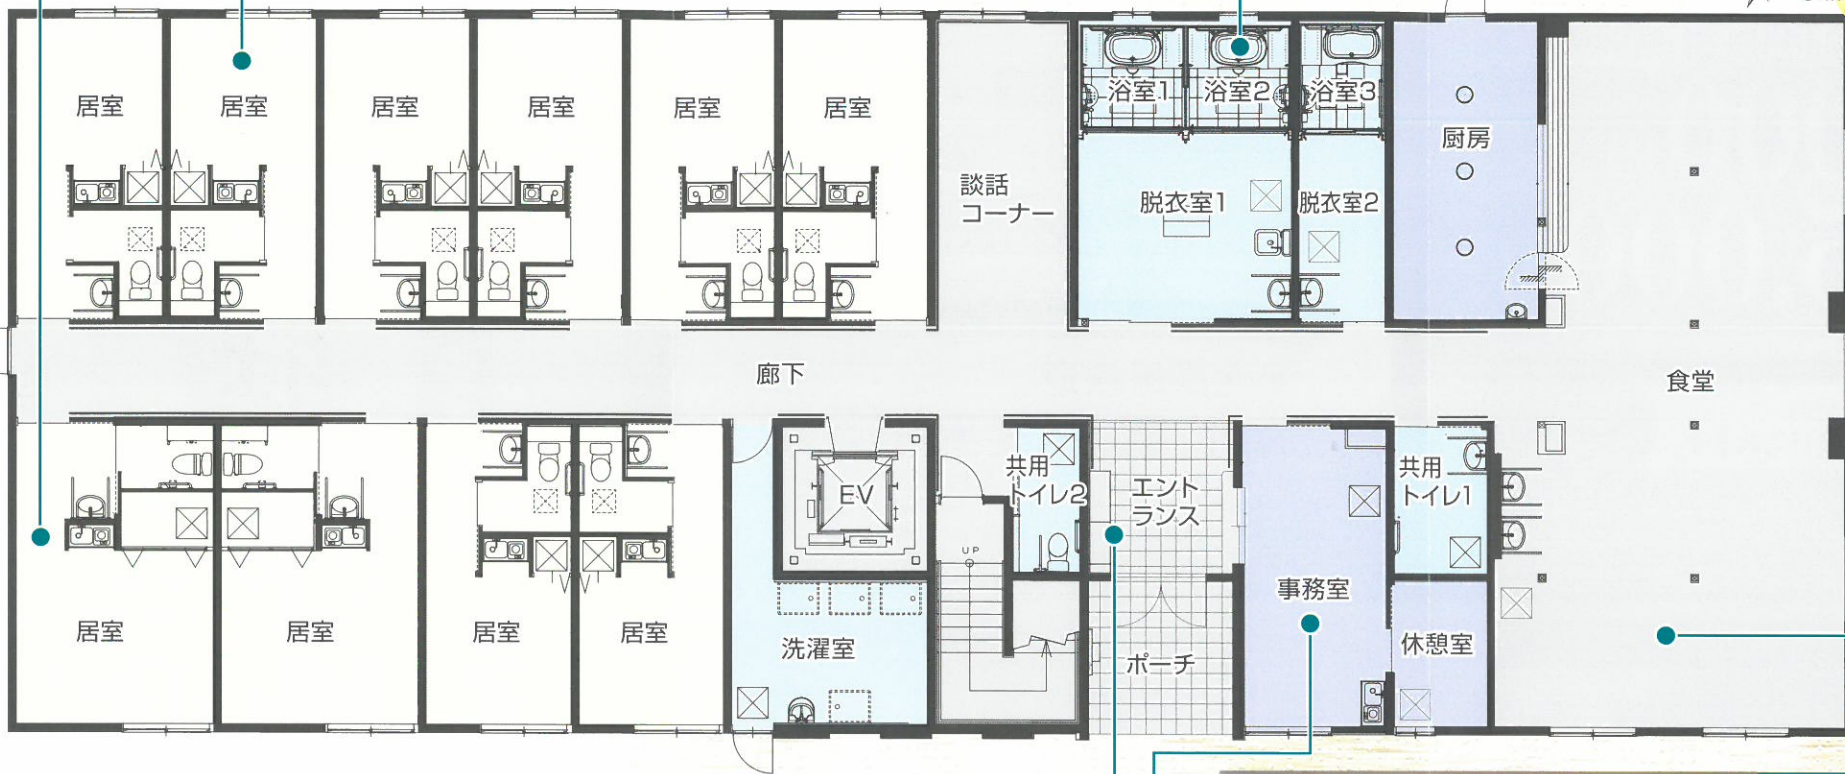 居室
居室
居室
居室
居室
居室
談話
コーナー
浴室1
浴室2
浴室3
脱衣室1
脱衣室2
厨房
廊下
食堂
居室
居室
居室
居室
洗濯室
EV
UP
共用
トイレ2
エント
ランス
ポーチ
事務室
共用
トイレ1
休憩室